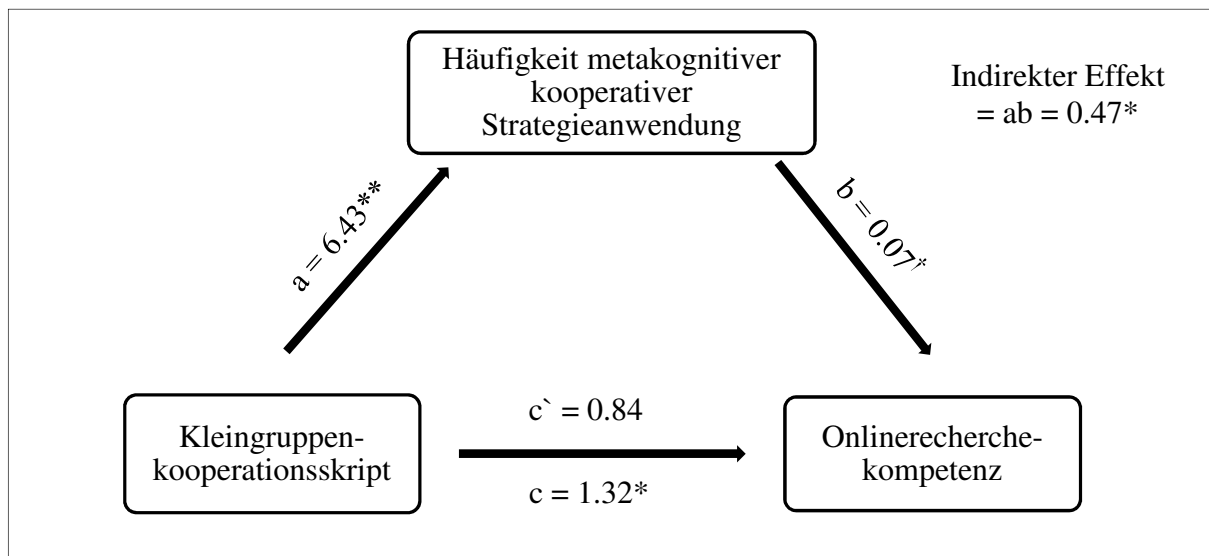 Häufigkeit metakognitiver
kooperativer
Strategieanwendung
Indirekter Effekt
= ab = 0.47*
a = 6.43**
b = 0.07†
Kleingruppen-
kooperationsskript
c` = 0.84
c = 1.32*
Onlinerecherche-
kompetenz